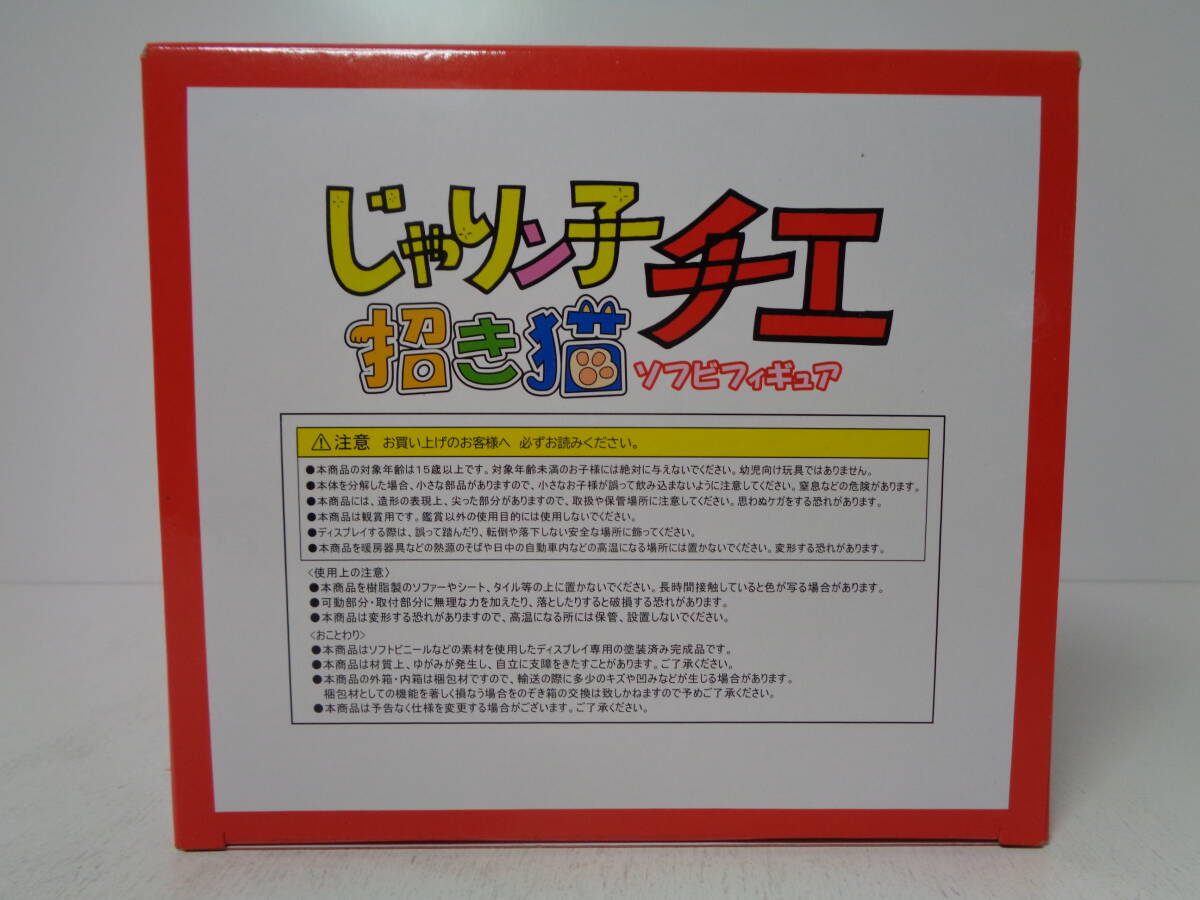 じゃりン子チエ
招き猫 ソフビフィギュア
⚠注意 お買い上げのお客様へ 必ずお読みください。
●本商品の対象年齢は15歳以上です。対象年齢未満のお子様には絶対に与えないでください。幼児向け玩具ではありません。
●本体を分解した場合、小さな部品がありますので、小さなお子様が誤って飲み込まないように注意してください。窒息などの危険があります。
●本商品には、造形の表現上、尖った部分がありますので、取扱や保管場所に注意してください。思わぬケガをする恐れがあります。
●本商品は観賞用です。鑑賞以外の使用目的には使用しないでください。
●ディスプレイする際は、誤って踏んだり、転倒や落下しない安全な場所に飾ってください。
●本商品を暖房器具などの熱源のそばや日中の自動車内などの高温になる場所には置かないでください。変形する恐れがあります。
〈使用上の注意〉
●本商品を樹脂製のソファーやシート、タイル等の上に置かないでください。長時間接触していると色が写る場合があります。
●可動部分・取付部分に無理な力を加えたり、落としたりすると破損する恐れがあります。
●本商品は変形する恐れがありますので、高温になる所には保管、設置しないでください。
〈おことわり〉
●本商品はソフトビニールなどの素材を使用したディスプレイ専用の塗装済み完成品です。
●本商品は材質上、ゆがみが発生し、自立に支障をきたすことがあります。ご了承ください。
●本商品の外箱・内箱は梱包材ですので、輸送の際に多少のキズや凹みなどが生じる場合があります。
梱包材としての機能を著しく損なう場合をのぞき箱の交換は致しかねますので予めご了承ください。
●本商品は予告なく仕様を変更する場合がございます。ご了承ください。